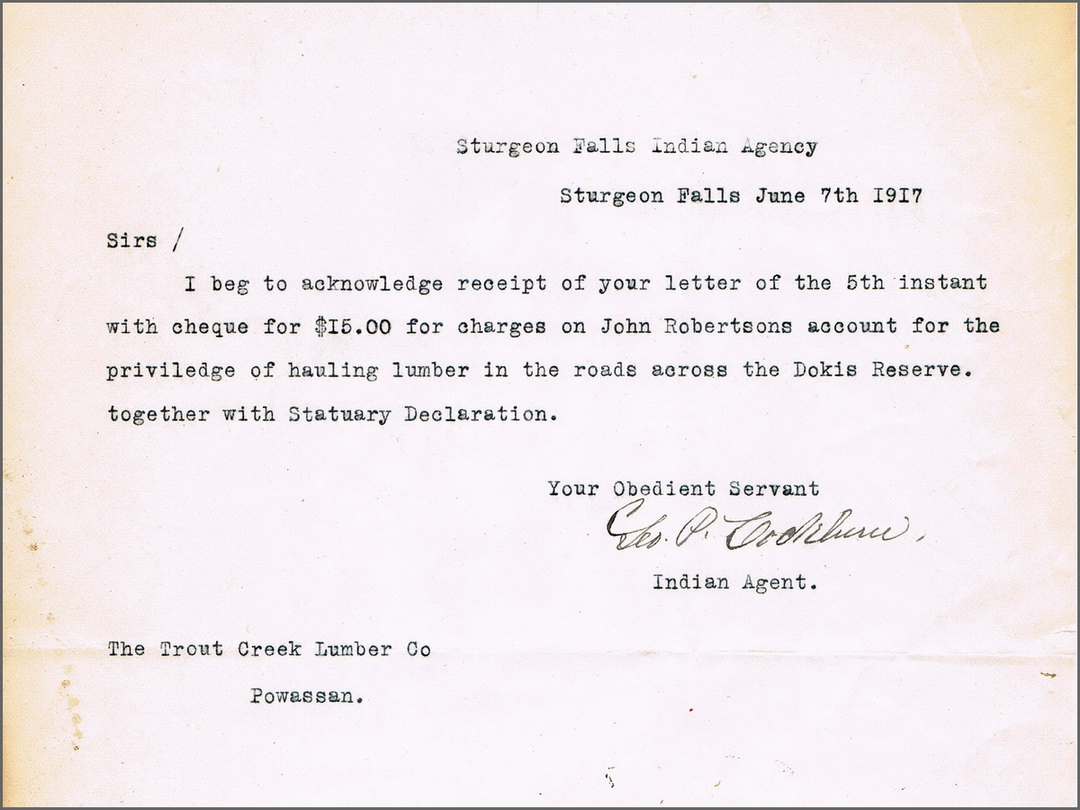 Sturgeon Falls Indian Agency
Sturgeon Falls June 7th 1917
Sirs /
I beg to acknowledge receipt of your letter of the 5th instant
with cheque for $15.00 for charges on John Robertsons account for the
priviledge of hauling lumber in the roads across the Dokis Reserve.
together with Statuary Declaration.
Your Obedient Servant
Geo. P. Cockburn.
Indian Agent.
The Trout Creek Lumber Co
Powassan.